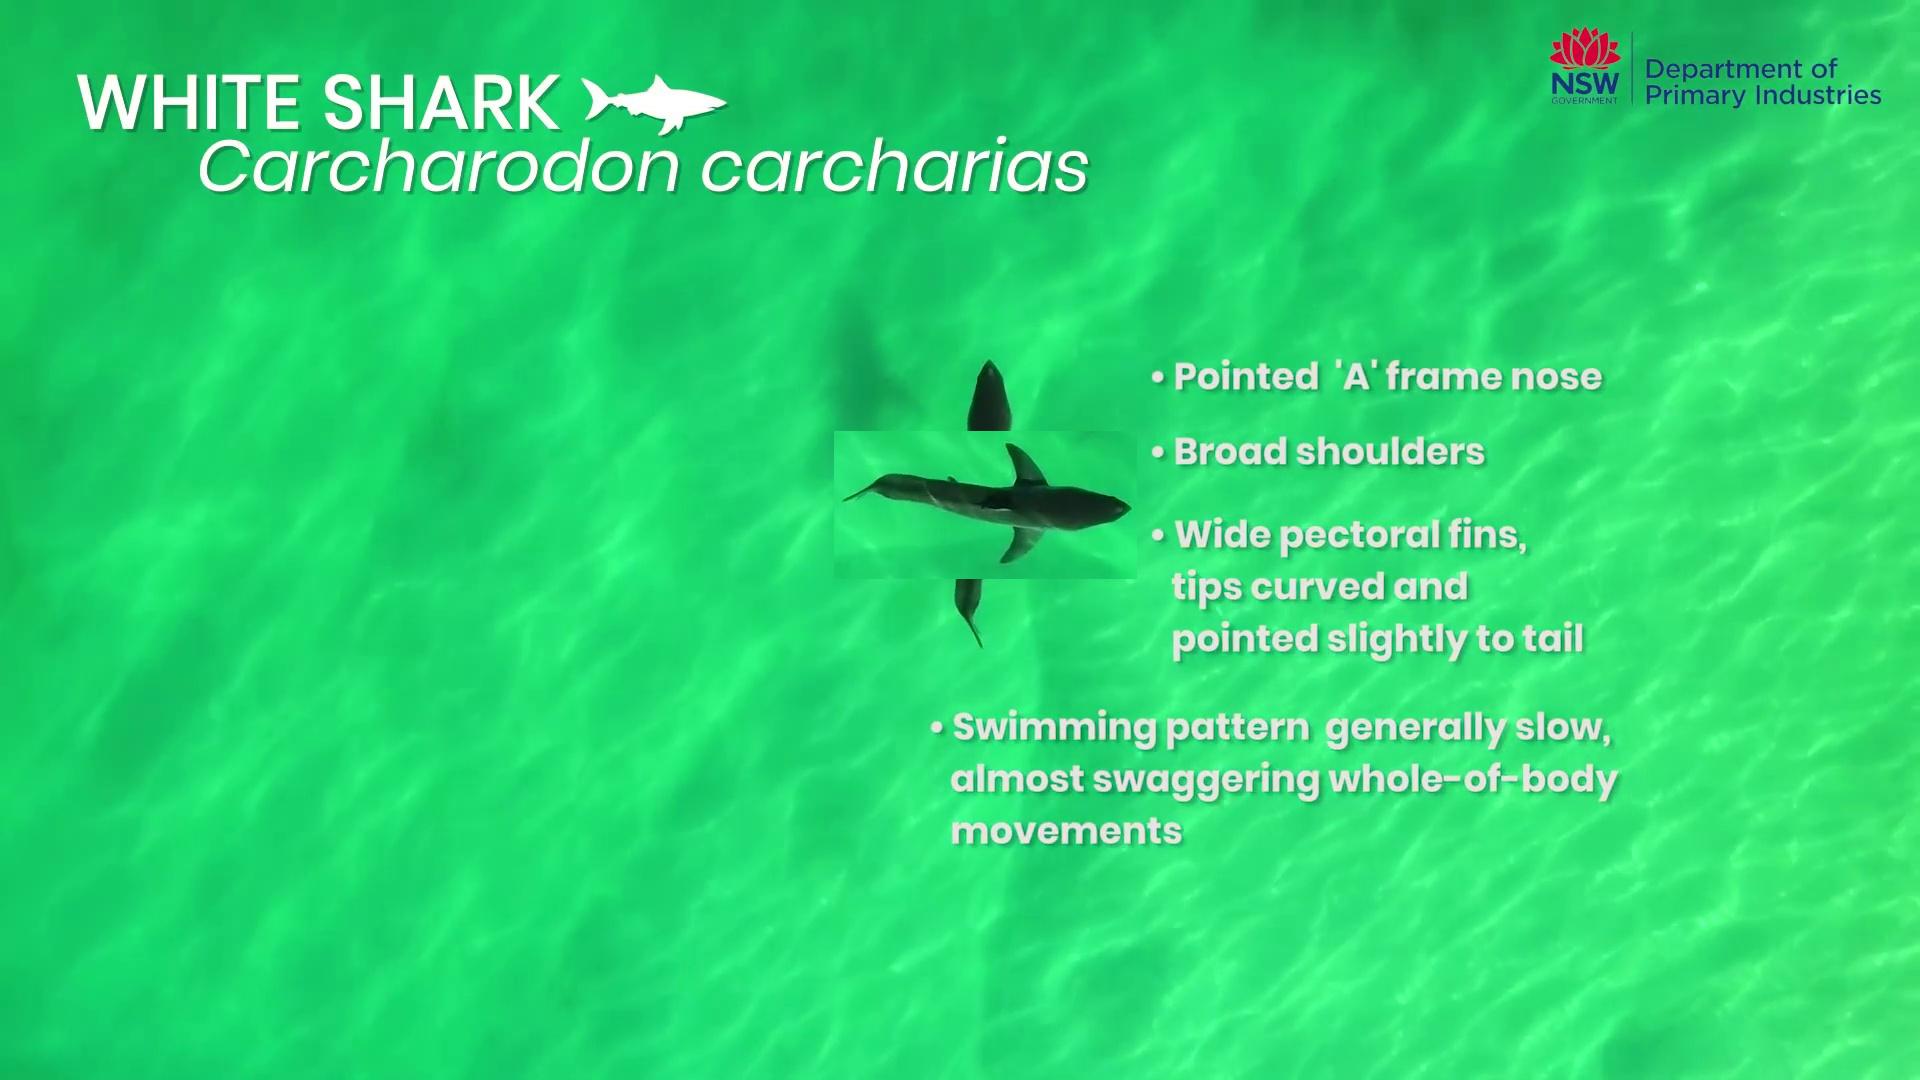 WHITE SHARK
Carcharodon carcharias
NSW
GOVERNMENT
Department of
Primary Industries
• Pointed 'A' frame nose
• Broad shoulders
• Wide pectoral fins,
tips curved and
pointed slightly to tail
• Swimming pattern generally slow,
almost swaggering whole-of-body
movements